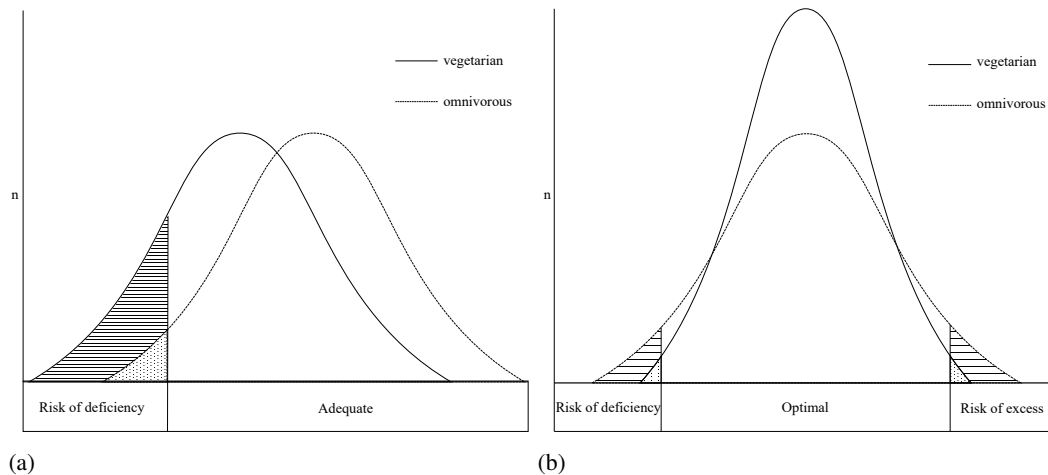 vegetarian
omnivorous
n
Risk of deficiency
Adequate
(a)
vegetarian
omnivorous
n
Risk of deficiency
Optimal
Risk of excess
(b)